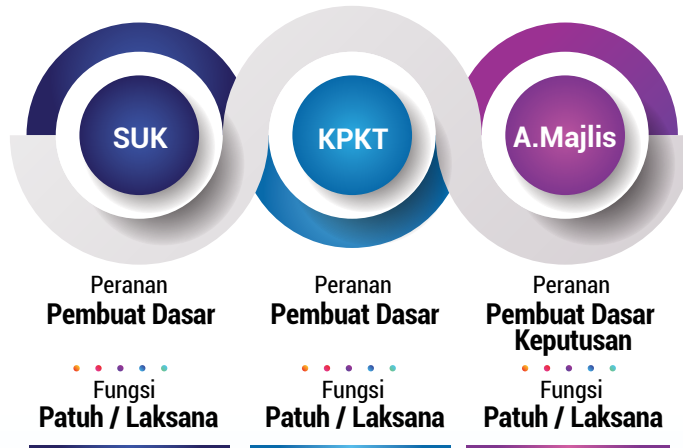 SUK
KPKT
A.Majlis
Peranan
Pembuat Dasar
Fungsi
Patuh / Laksana
Peranan
Pembuat Dasar
Fungsi
Patuh / Laksana
Peranan
Pembuat Dasar
Keputusan
Fungsi
Patuh / Laksana